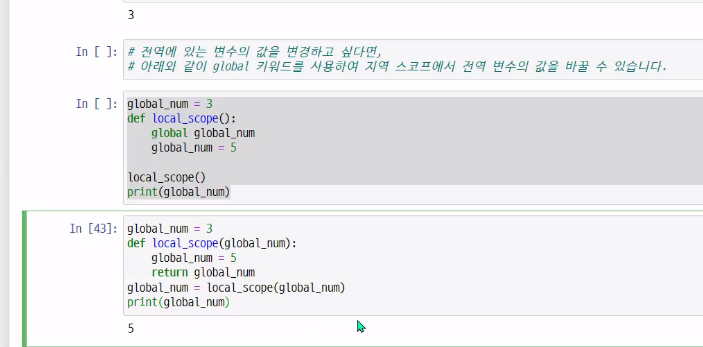 3
In [ ]: # 전역에 있는 변수의 값을 변경하고 싶다면,
# 아래와 같이 global 키워드를 사용하여 지역 스코프에서 전역 변수의 값을 바꿀 수 있습니다.
In [ ]: global_num = 3
def local_scope():
    global global_num
    global_num = 5

local_scope()
print(global_num)
In [43]: global_num = 3
def local_scope(global_num):
    global_num = 5
    return global_num
global_num = local_scope(global_num)
print(global_num)
5